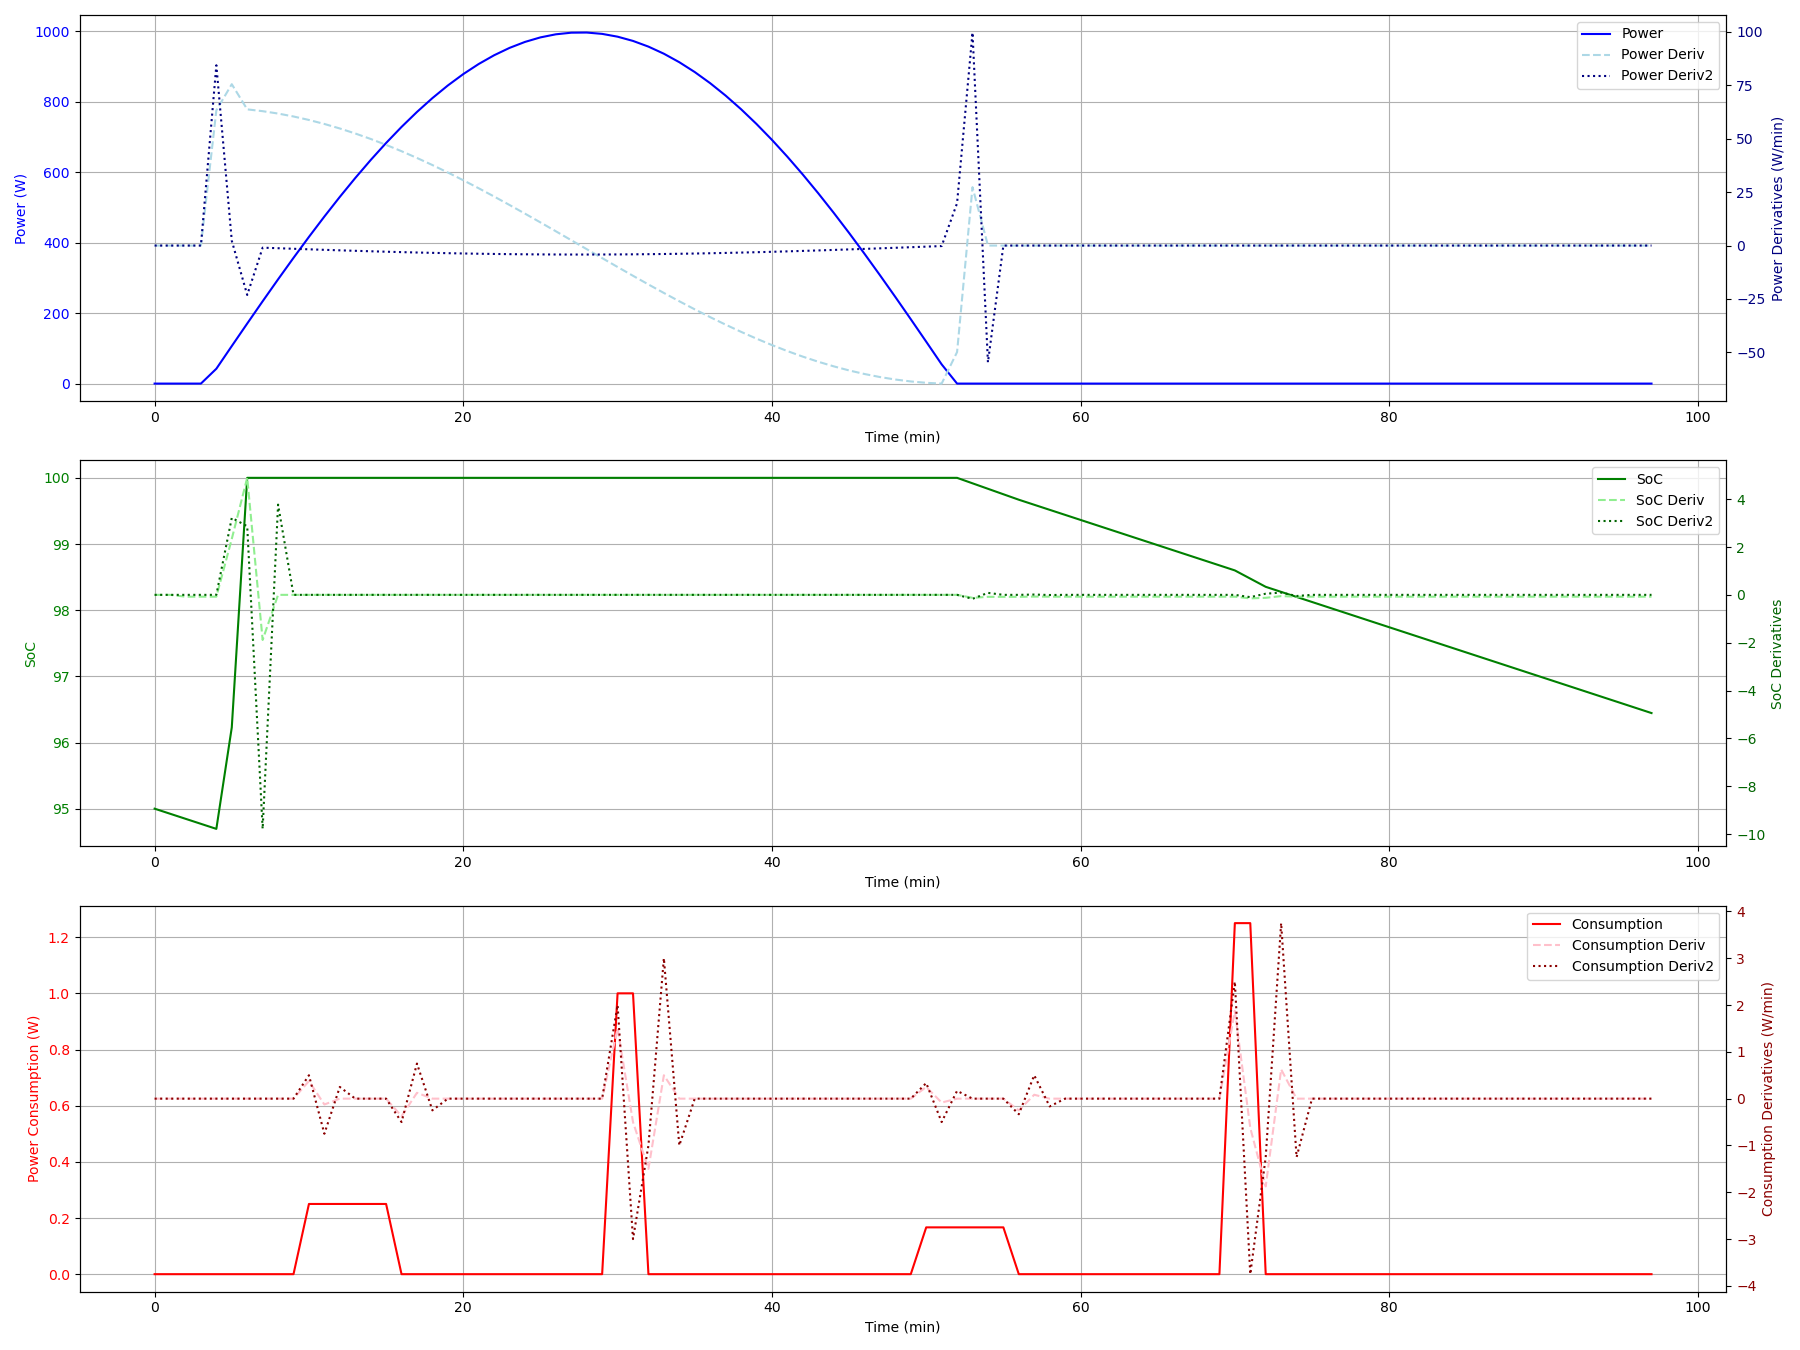 1000
800
600
400
200
0
Power (W)
100
75
50
25
0
−25
−50
Power Derivatives (W/min)
Power
Power Deriv
Power Deriv2
0 20 40 60 80 100
Time (min)
100
99
98
97
96
95
SoC
4
2
0
−2
−4
−6
−8
−10
SoC Derivatives
SoC
SoC Deriv
SoC Deriv2
0 20 40 60 80 100
Time (min)
1.2
1.0
0.8
0.6
0.4
0.2
0.0
Power Consumption (W)
4
3
2
1
0
−1
−2
−3
−4
Consumption Derivatives (W/min)
Consumption
Consumption Deriv
Consumption Deriv2
0 20 40 60 80 100
Time (min)